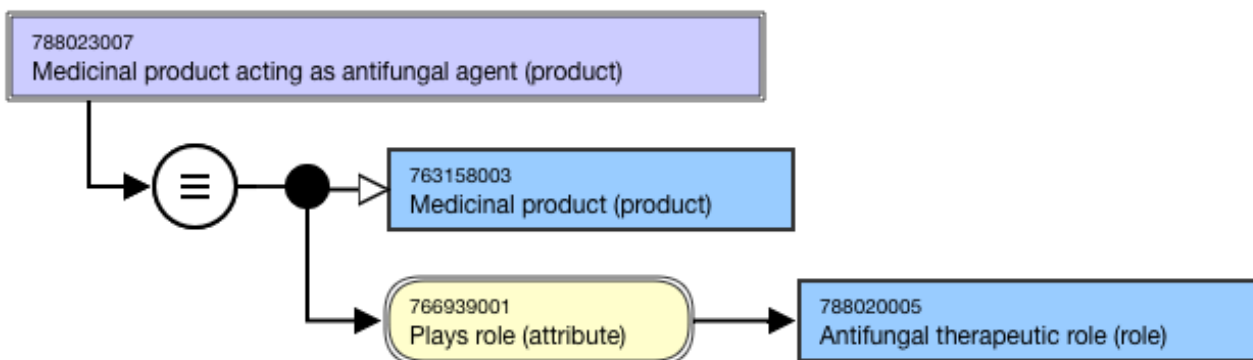 788023007
Medicinal product acting as antifungal agent (product)
≡
763158003
Medicinal product (product)
766939001
Plays role (attribute)
788020005
Antifungal therapeutic role (role)